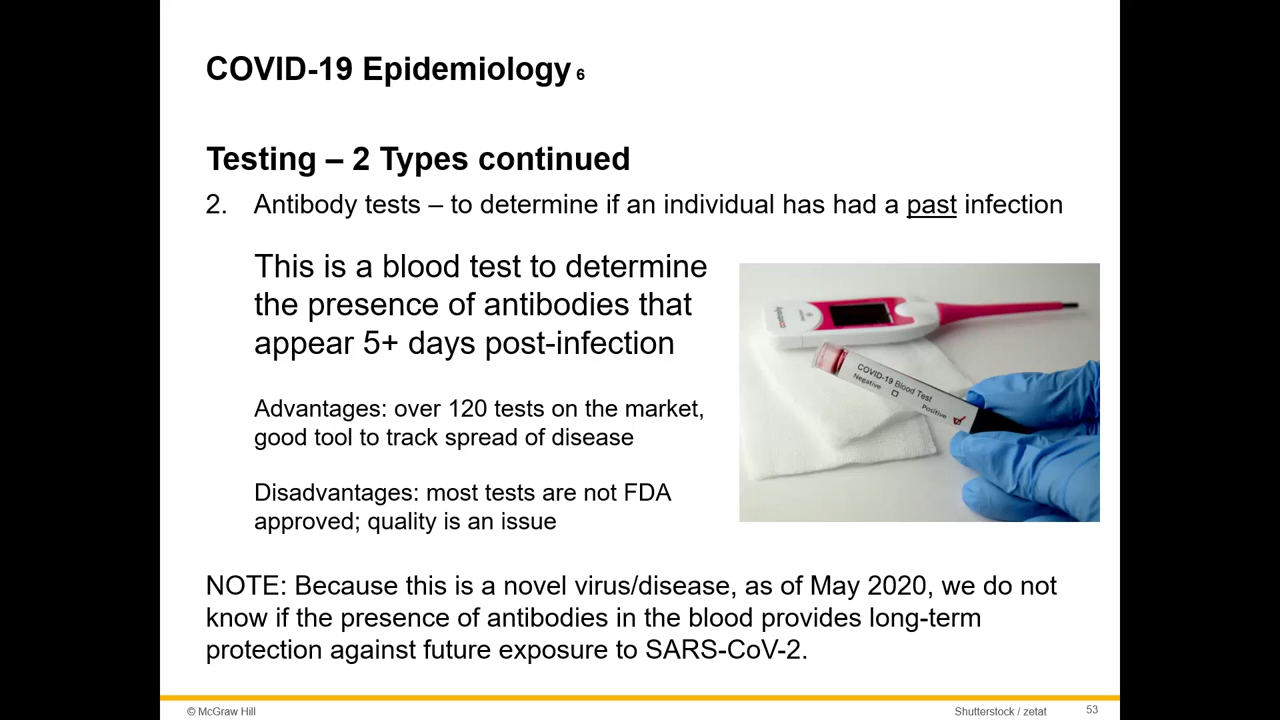 COVID-19 Epidemiology 6
Testing – 2 Types continued
2. Antibody tests – to determine if an individual has had a past infection
This is a blood test to determine
the presence of antibodies that
appear 5+ days post-infection
Advantages: over 120 tests on the market,
good tool to track spread of disease
Disadvantages: most tests are not FDA
approved; quality is an issue
COVID-19 Blood Test
Negative
Positive
NOTE: Because this is a novel virus/disease, as of May 2020, we do not
know if the presence of antibodies in the blood provides long-term
protection against future exposure to SARS-CoV-2.
© McGraw Hill
Shutterstock / zetat
53